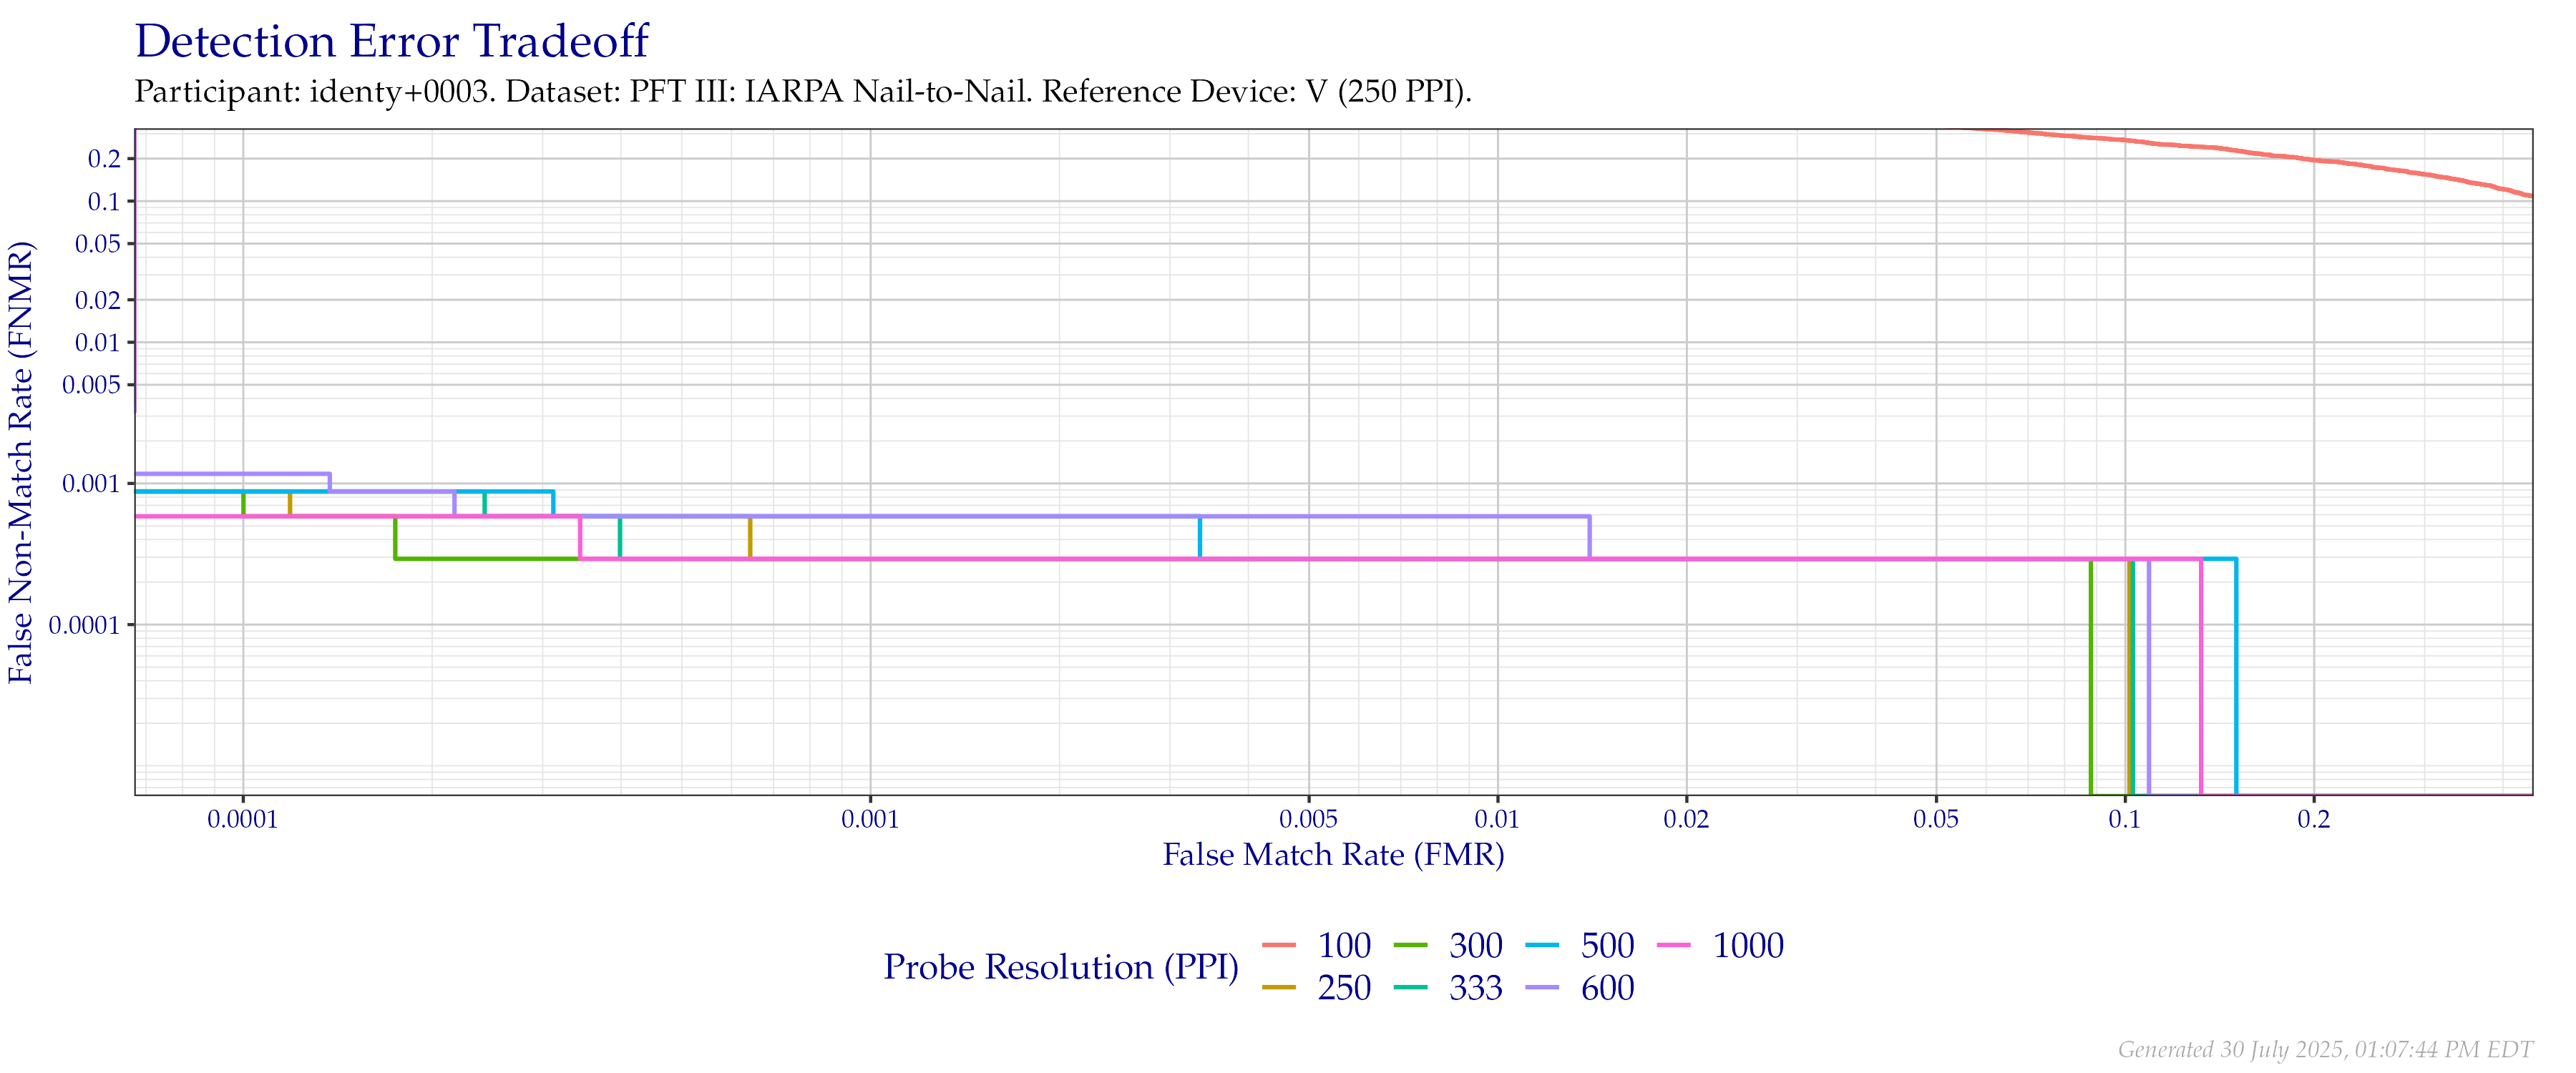 Detection Error Tradeoff
Participant: identy+0003. Dataset: PFT III: IARPA Nail-to-Nail. Reference Device: V (250 PPI).
False Non-Match Rate (FNMR)
0.2
0.1
0.05
0.02
0.01
0.005
0.001
0.0001
0.0001 0.001 0.005 0.01 0.02 0.05 0.1 0.2
False Match Rate (FMR)
Probe Resolution (PPI)
100 300 500 1000
250 333 600
Generated 30 July 2025, 01:07:44 PM EDT